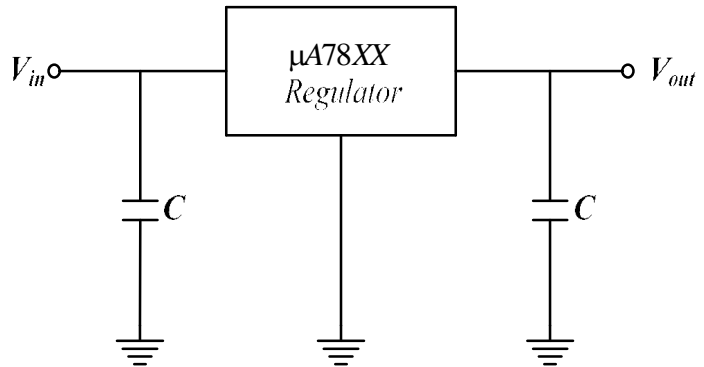 µA78XX
Regulator
Vin
Vout
C
C